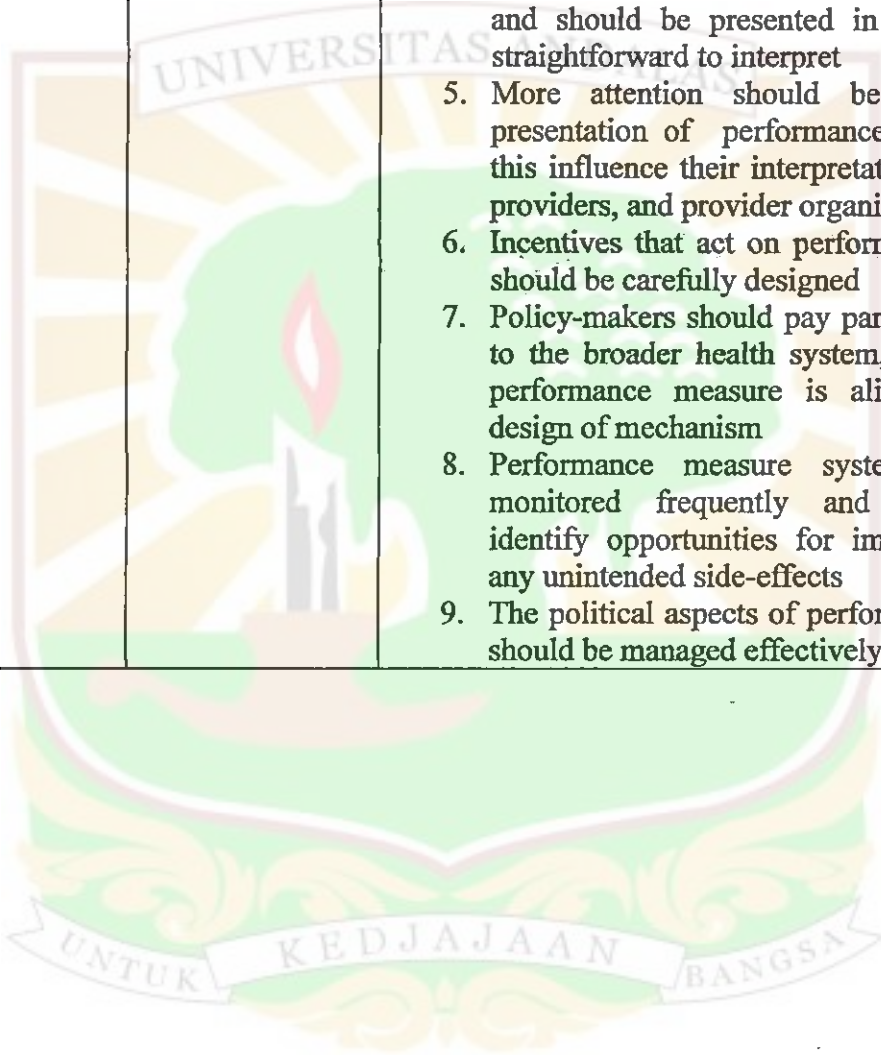 and should be presented in
straightforward to interpret
5. More attention should be
presentation of performance
this influence their interpretat
providers, and provider organi
6. Incentives that act on perforn
should be carefully designed
7. Policy-makers should pay par
to the broader health system,
performance measure is ali
design of mechanism
8. Performance measure syste
monitored frequently and
identify opportunities for im
any unintended side-effects
9. The political aspects of perfor
should be managed effectively
UNIVERSITAS ANDALAS
UNTUK KEDJAJAAN BANGSA